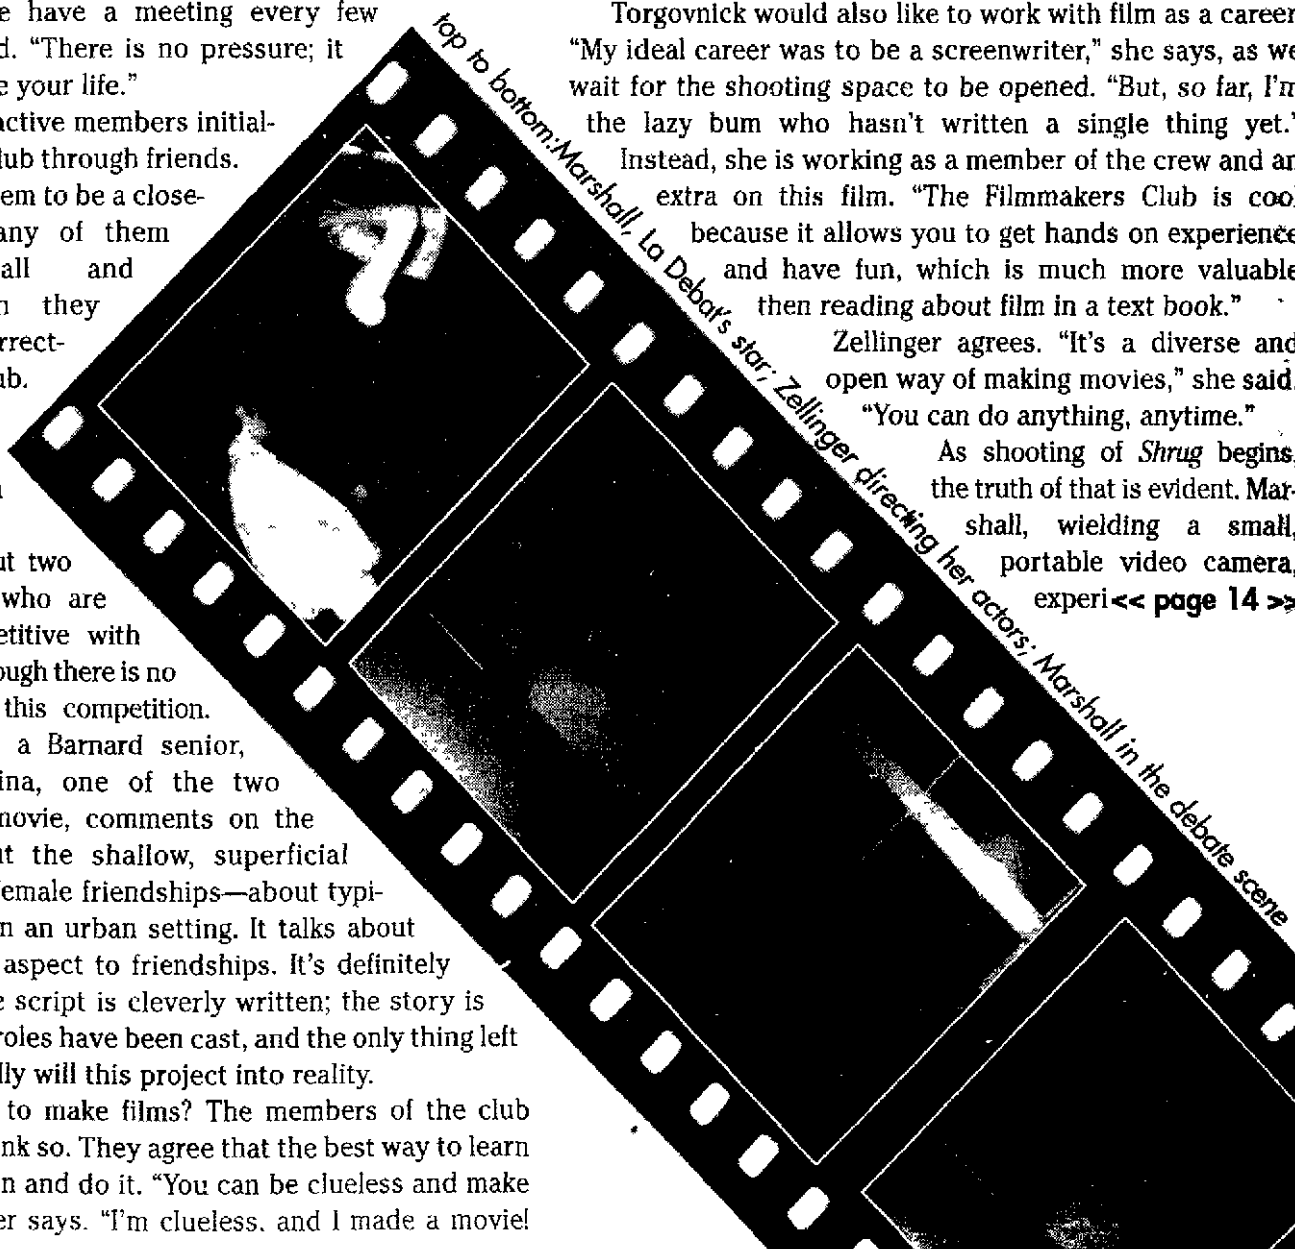 e have a meeting every few
d. “There is no pressure; it
e your life.”
active members initial-
lub through friends.
em to be a close-
any of them
all and
n they
rrect-
ub.
ut two
who are
etitive with
ough there is no
this competition.
a Barnard senior,
ina, one of the two
movie, comments on the
ut the shallow, superficial
female friendships—about typi-
n an urban setting. It talks about
aspect to friendships. It's definitely
e script is cleverly written; the story is
roles have been cast, and the only thing left
lly will this project into reality.
to make films? The members of the club
nk so. They agree that the best way to learn
n and do it. “You can be clueless and make
er says. “I'm clueless, and I made a movie!
top to bottom:Marshall, La Debat's star; Zellinger directing her actors; Marshall in the debate scene
Torgovnick would also like to work with film as a career
“My ideal career was to be a screenwriter,” she says, as we
wait for the shooting space to be opened. “But, so far, I'm
the lazy bum who hasn't written a single thing yet.”
Instead, she is working as a member of the crew and an
extra on this film. “The Filmmakers Club is cool
because it allows you to get hands on experience
and have fun, which is much more valuable
then reading about film in a text book.”
Zellinger agrees. “It's a diverse and
open way of making movies,” she said.
“You can do anything, anytime.”
As shooting of Shrug begins,
the truth of that is evident. Mar-
shall, wielding a small,
portable video camera,
experi<< page 14 >>